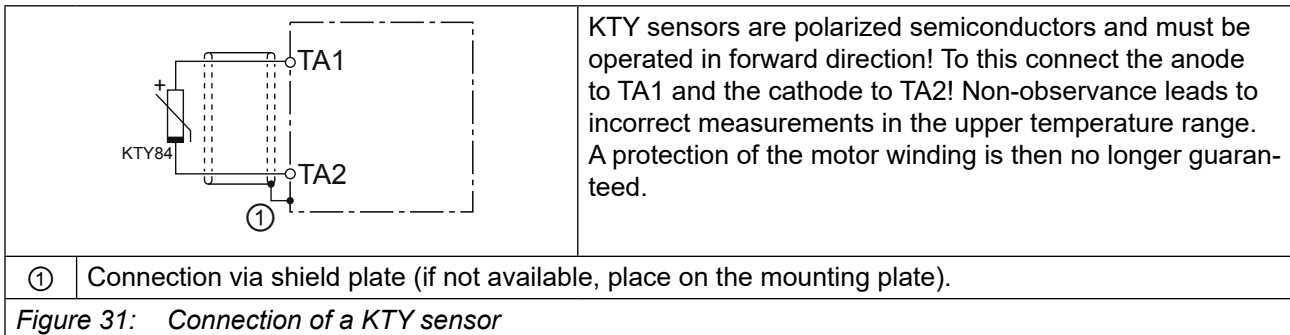 TA1
+
KTY84
TA2
①
KTY sensors are polarized semiconductors and must be
operated in forward direction! To this connect the anode
to TA1 and the cathode to TA2! Non-observance leads to
incorrect measurements in the upper temperature range.
A protection of the motor winding is then no longer guaran-
teed.
① Connection via shield plate (if not available, place on the mounting plate).
Figure 31: Connection of a KTY sensor